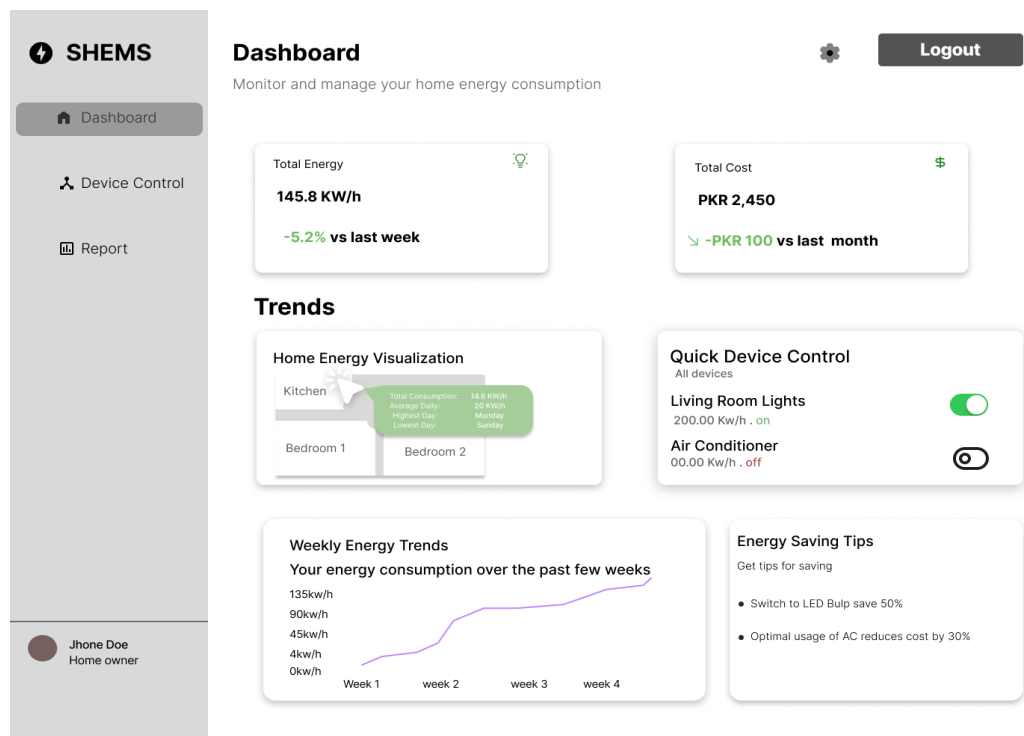 SHEMS
Dashboard
Device Control
Report
Jhone Doe
Home owner
Dashboard
Monitor and manage your home energy consumption
Logout
Total Energy
145.8 KW/h
-5.2% vs last week
Total Cost
$
PKR 2,450
-PKR 100 vs last month
Trends
Home Energy Visualization
Kitchen
Total Consumption: 14.8 KW/h
Average Daily: 20 KW/h
Highest Day: Monday
Lowest Day: Sunday
Bedroom 1
Bedroom 2
Quick Device Control
All devices
Living Room Lights
200.00 Kw/h . on
Air Conditioner
00.00 Kw/h . off
Weekly Energy Trends
Your energy consumption over the past few weeks
135kw/h
90kw/h
45kw/h
4kw/h
0kw/h
Week 1 week 2 week 3 week 4
Energy Saving Tips
Get tips for saving
• Switch to LED Bulp save 50%
• Optimal usage of AC reduces cost by 30%